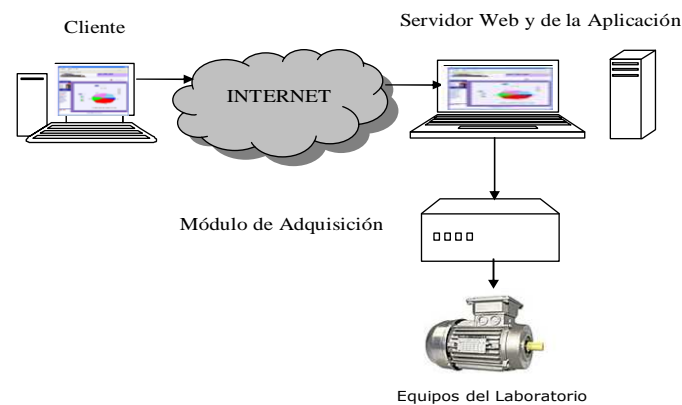 Cliente
Servidor Web y de la Aplicación
INTERNET
Módulo de Adquisición
Equipos del Laboratorio